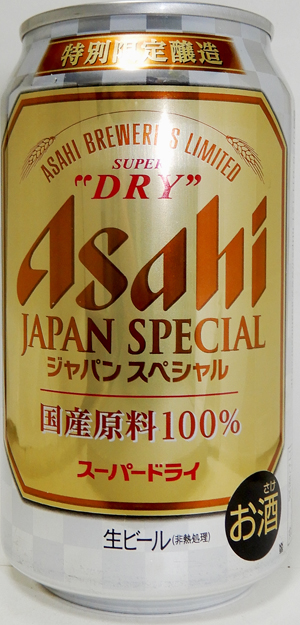 特別限定醸造
ASAHI BREWERIES LIMITED
SUPER
"DRY"
Asahi
JAPAN SPECIAL
ジャパン スペシャル
国産原料100%
スーパードライ
さけ
お酒
生ビール(非熱処理)